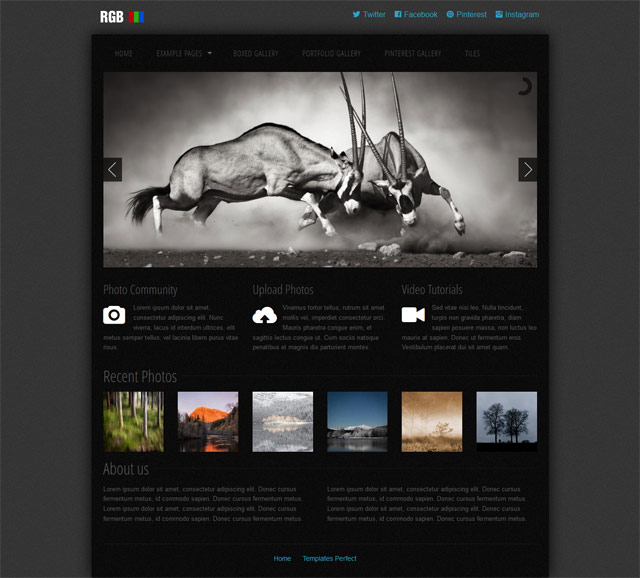 RGB
Twitter Facebook Pinterest Instagram
HOME EXAMPLE PAGES BOXED GALLERY PORTFOLIO GALLERY PINTEREST GALLERY TILES
Photo Community
Lorem ipsum dolor sit amet,
consectetur adipiscing elit. Nunc
viverra, lacus id interdum ultrices, elit
metus semper tellus, vel lacinia libero purus vitae
nous.
Upload Photos
Vivamus tortor tellus, rutrum sit amet
mollis vel, imperdiet consectetur orci.
Mauris pharetra congue enim, et
sagittis lectus congue ut. Cum sociis natoque
penatibus et magnis dis parturient montes.
Video Tutorials
Sed vitae nisi leo. Nulla tincidunt,
turpis non gravida pharetra, diam
sapien posuere massa, non luctus leo
mauris at sapien. Donec ut fermentum eros.
Vestibulum placerat dui sit amet quam.
Recent Photos
About us
Lorem ipsum dolor sit amet, consectetur adipiscing elit. Donec cursus
fermentum metus, id commodo sapien. Donec cursus fermentum metus.
Lorem ipsum dolor sit amet, consectetur adipiscing elit. Donec cursus
fermentum metus, id commodo sapien. Donec cursus fermentum metus.
Lorem ipsum dolor sit amet, consectetur adipiscing elit. Donec cursus
fermentum metus, id commodo sapien. Donec cursus fermentum metus.
Lorem ipsum dolor sit amet, consectetur adipiscing elit. Donec cursus
fermentum metus, id commodo sapien. Donec cursus fermentum metus.
Home Templates Perfect